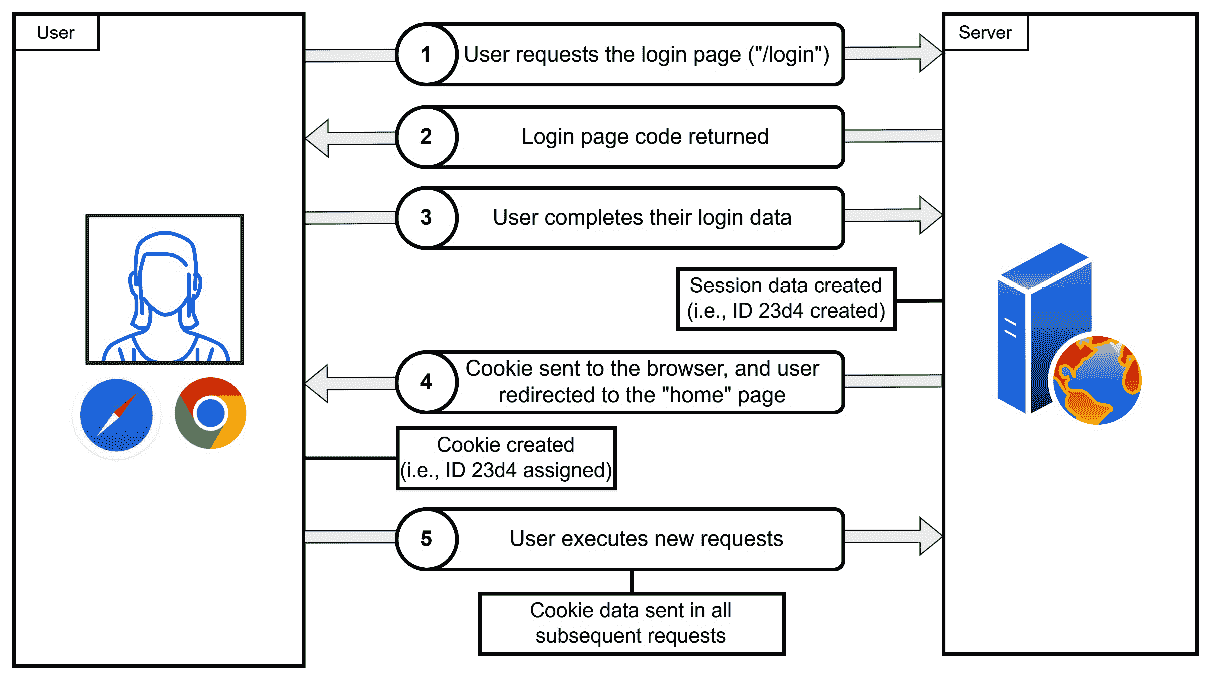 User
Server
1
User requests the login page ("/login")
2
Login page code returned
3
User completes their login data
Session data created
(i.e., ID 23d4 created)
4
Cookie sent to the browser, and user
redirected to the "home" page
Cookie created
(i.e., ID 23d4 assigned)
5
User executes new requests
Cookie data sent in all
subsequent requests